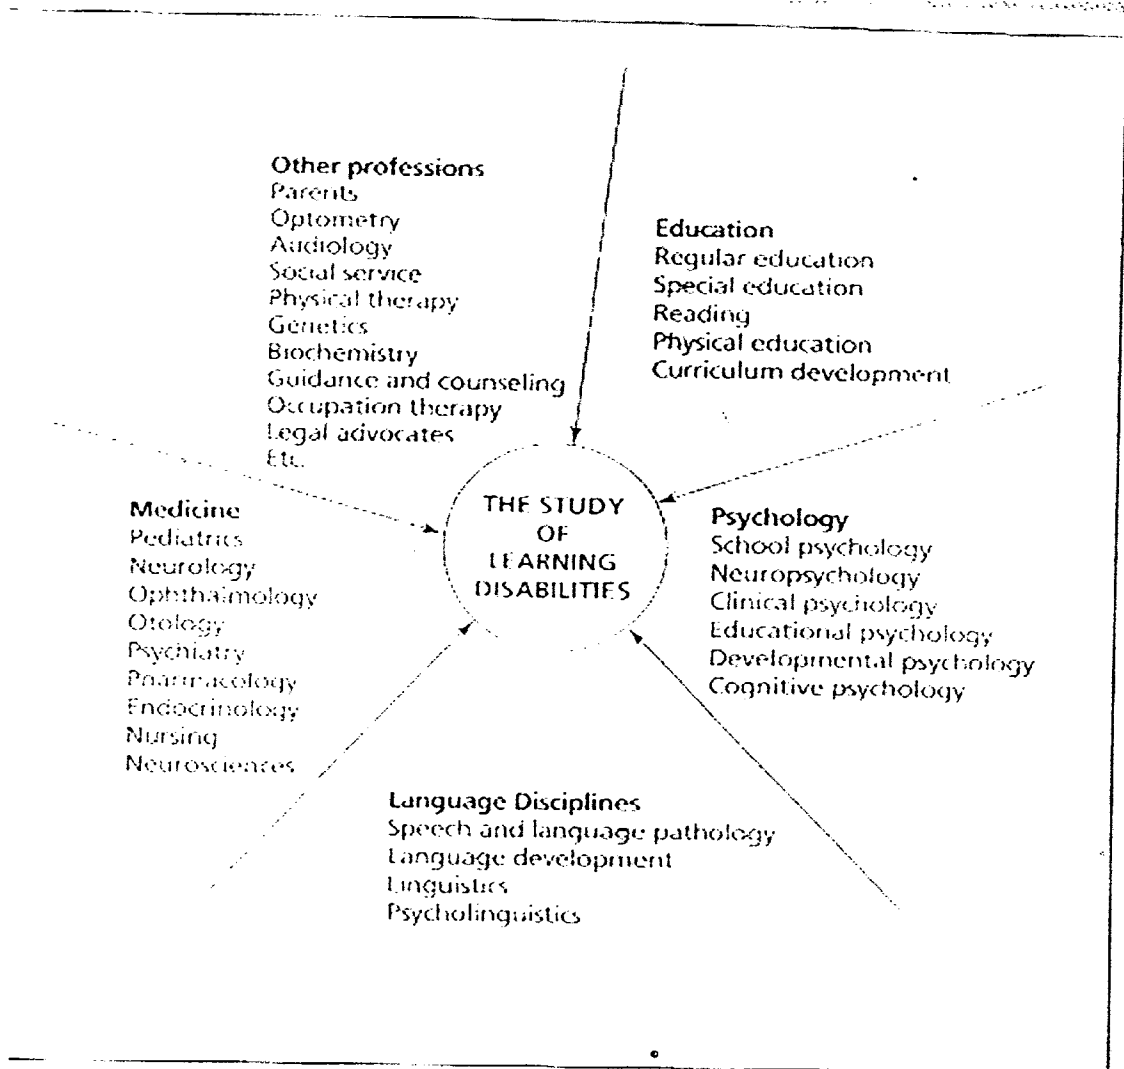 Other professions
Parents
Optometry
Audiology
Social service
Physical therapy
Genetics
Biochemistry
Guidance and counseling
Occupation therapy
Legal advocates
Etc.
Education
Regular education
Special education
Reading
Physical education
Curriculum development
THE STUDY
OF
LEARNING
DISABILITIES
Medicine
Pediatrics
Neurology
Ophthalmology
Otology
Psychiatry
Pharmacology
Endocrinology
Nursing
Neurosciences
Psychology
School psychology
Neuropsychology
Clinical psychology
Educational psychology
Developmental psychology
Cognitive psychology
Language Disciplines
Speech and language pathology
Language development
Linguistics
Psycholinguistics